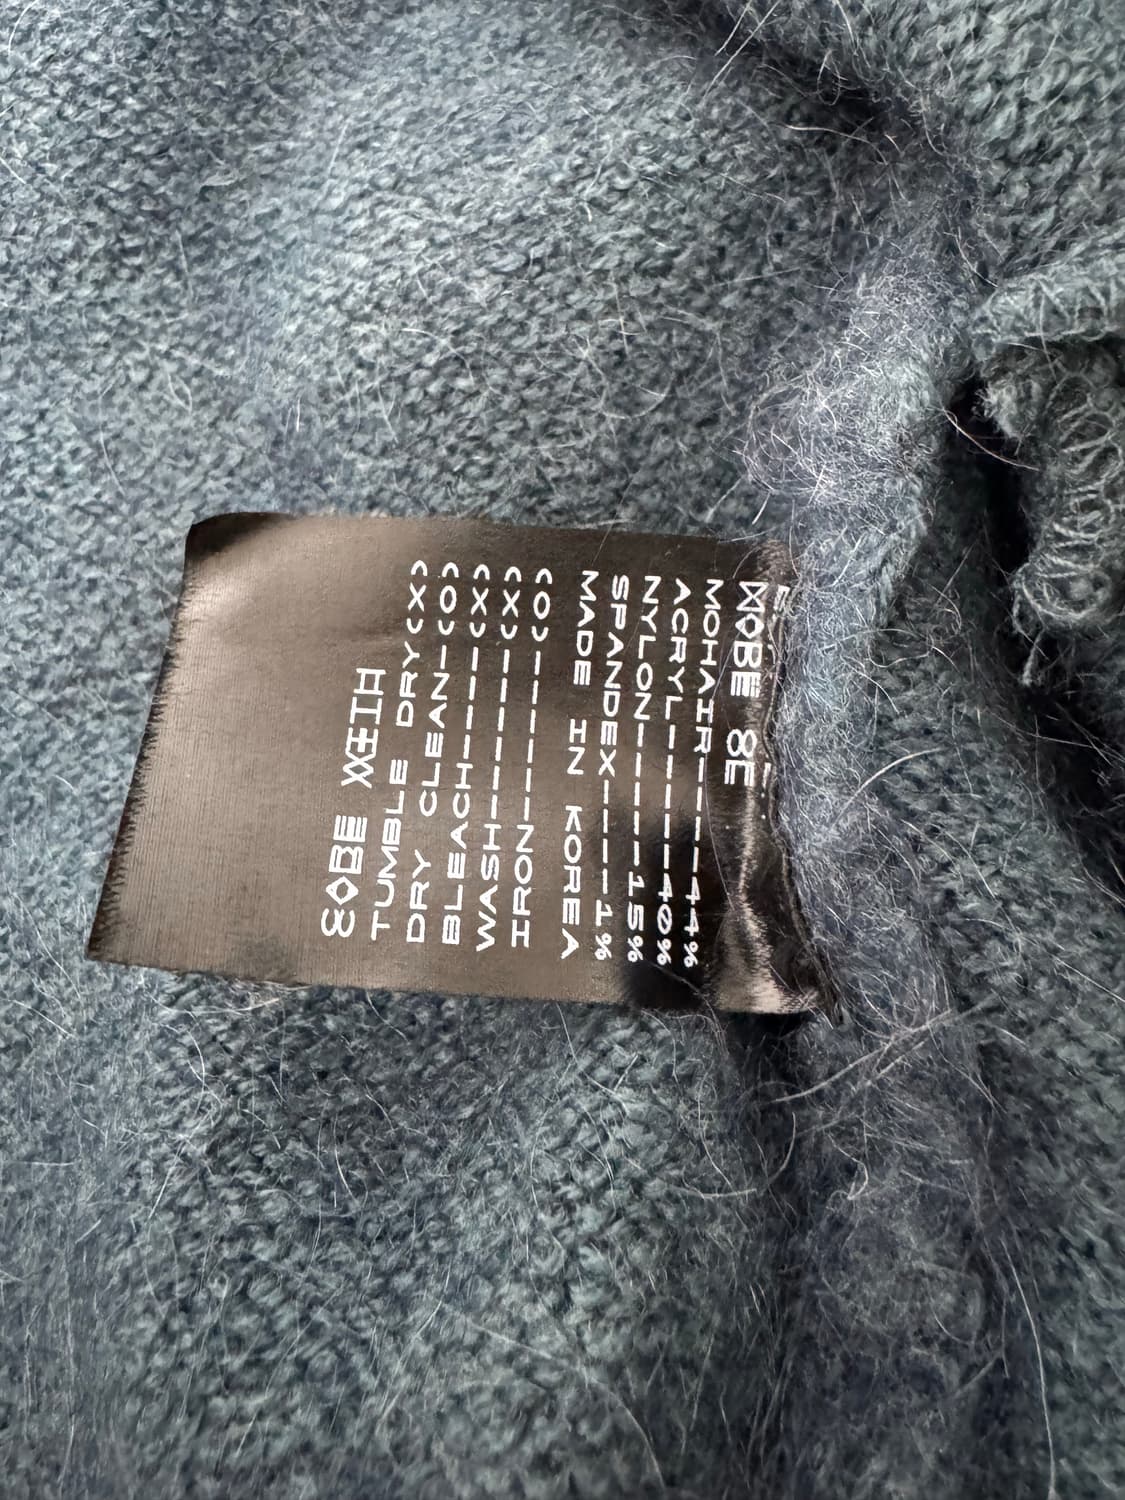 MOHAIR------44%
ACRYL-------40%
NYLON-------15%
SPANDEX------1%
MADE IN KOREA
TUMBLE DRY(X)
DRY CLEAN-(O)
BLEACH----(X)
WASH------(X)
IRON------(O)